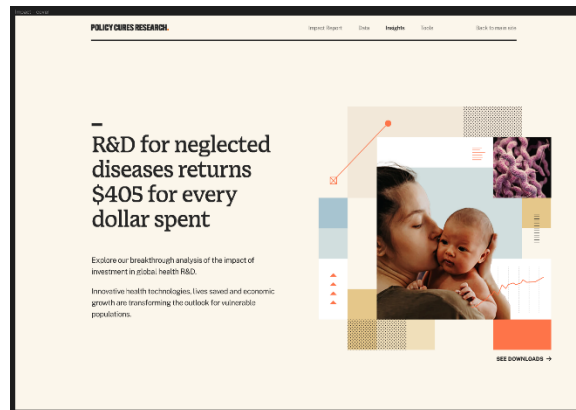 Impact - cover
POLICY CURES RESEARCH.
Impact Report Data Insights Tools Back to main site
R&D for neglected
diseases returns
$405 for every
dollar spent
Explore our breakthrough analysis of the impact of
investment in global health R&D.
Innovative health technologies, lives saved and economic
growth are transforming the outlook for vulnerable
populations.
SEE DOWNLOADS →